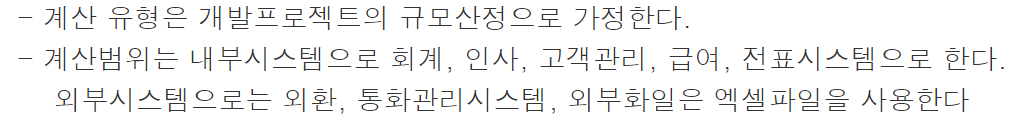 - 계산 유형은 개발프로젝트의 규모산정으로 가정한다.
- 계산범위는 내부시스템으로 회계, 인사, 고객관리, 급여, 전표시스템으로 한다.
외부시스템으로는 외환, 통화관리시스템, 외부화일은 엑셀파일을 사용한다